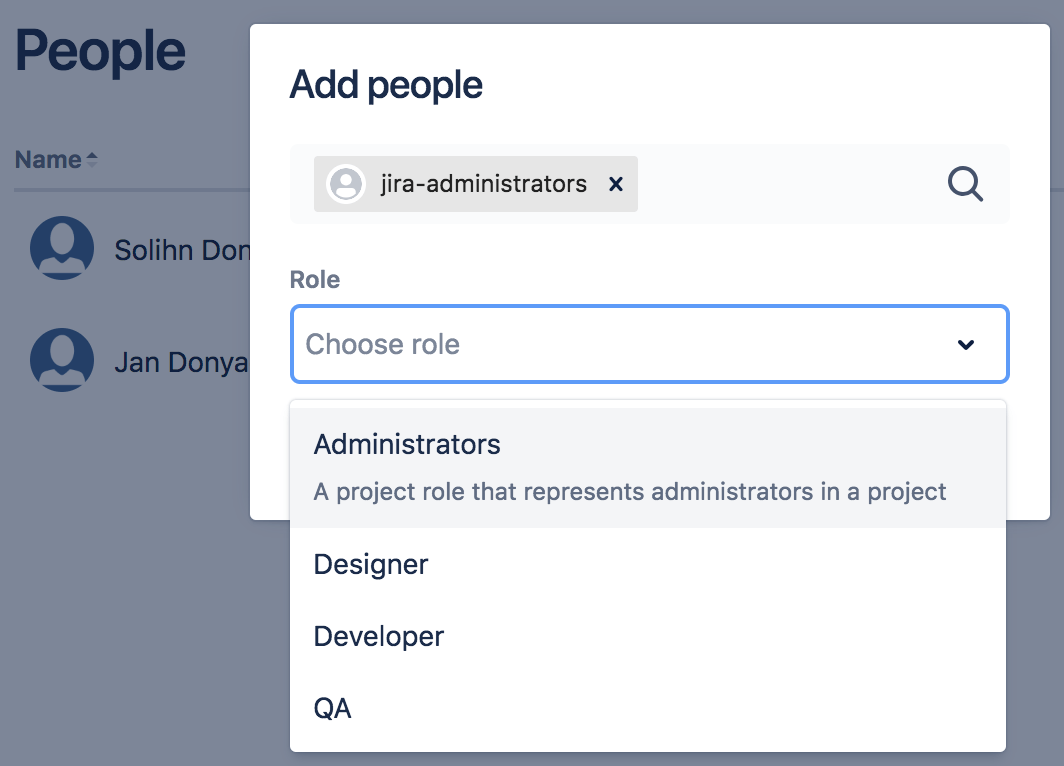 People
Name
Solihn Don
Jan Donya
Add people
jira-administrators
Role
Choose role
Administrators
A project role that represents administrators in a project
Designer
Developer
QA